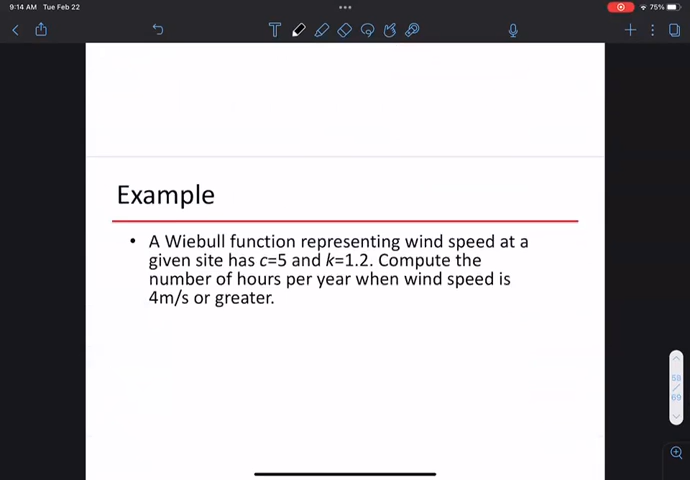 9:14 AM Tue Feb 22
75%
T
Example
• A Wiebull function representing wind speed at a
given site has c=5 and k=1.2. Compute the
number of hours per year when wind speed is
4m/s or greater.
59
/
69